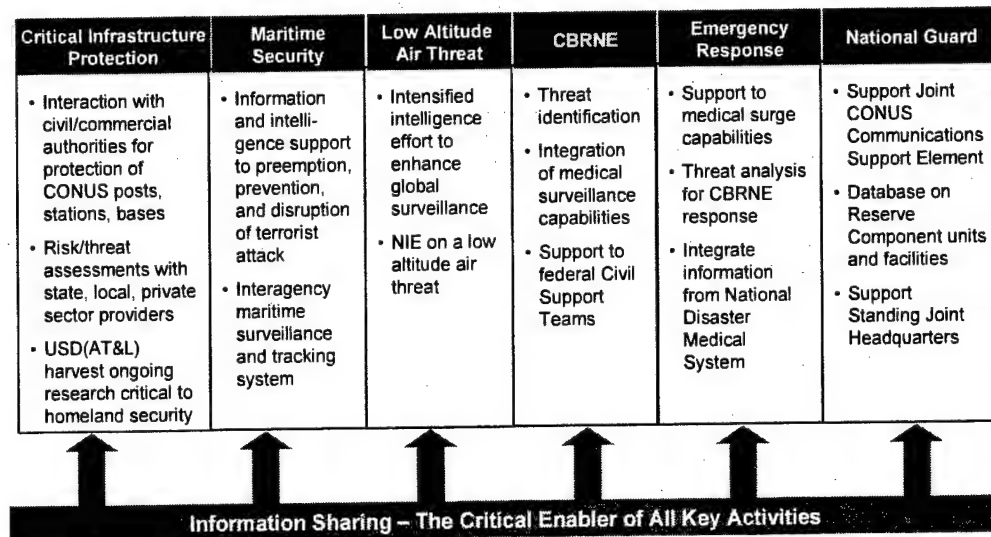 Critical Infrastructure
Protection
• Interaction with
civil/commercial
authorities for
protection of
CONUS posts,
stations, bases
• Risk/threat
assessments with
state, local, private
sector providers
• USD(AT&L)
harvest ongoing
research critical to
homeland security
Maritime
Security
• Information
and intelli-
gence support
to preemption,
prevention,
and disruption
of terrorist
attack
• Interagency
maritime
surveillance
and tracking
system
Low Altitude
Air Threat
• Intensified
intelligence
effort to
enhance
global
surveillance
• NIE on a low
altitude air
threat
CBRNE
• Threat
identification
• Integration
of medical
surveillance
capabilities
• Support to
federal Civil
Support
Teams
Emergency
Response
• Support to
medical surge
capabilities
• Threat analysis
for CBRNE
response
• Integrate
information
from National
Disaster
Medical
System
National Guard
• Support Joint
CONUS
Communications
Support Element
• Database on
Reserve
Component units
and facilities
• Support
Standing Joint
Headquarters
Information Sharing – The Critical Enabler of All Key Activities